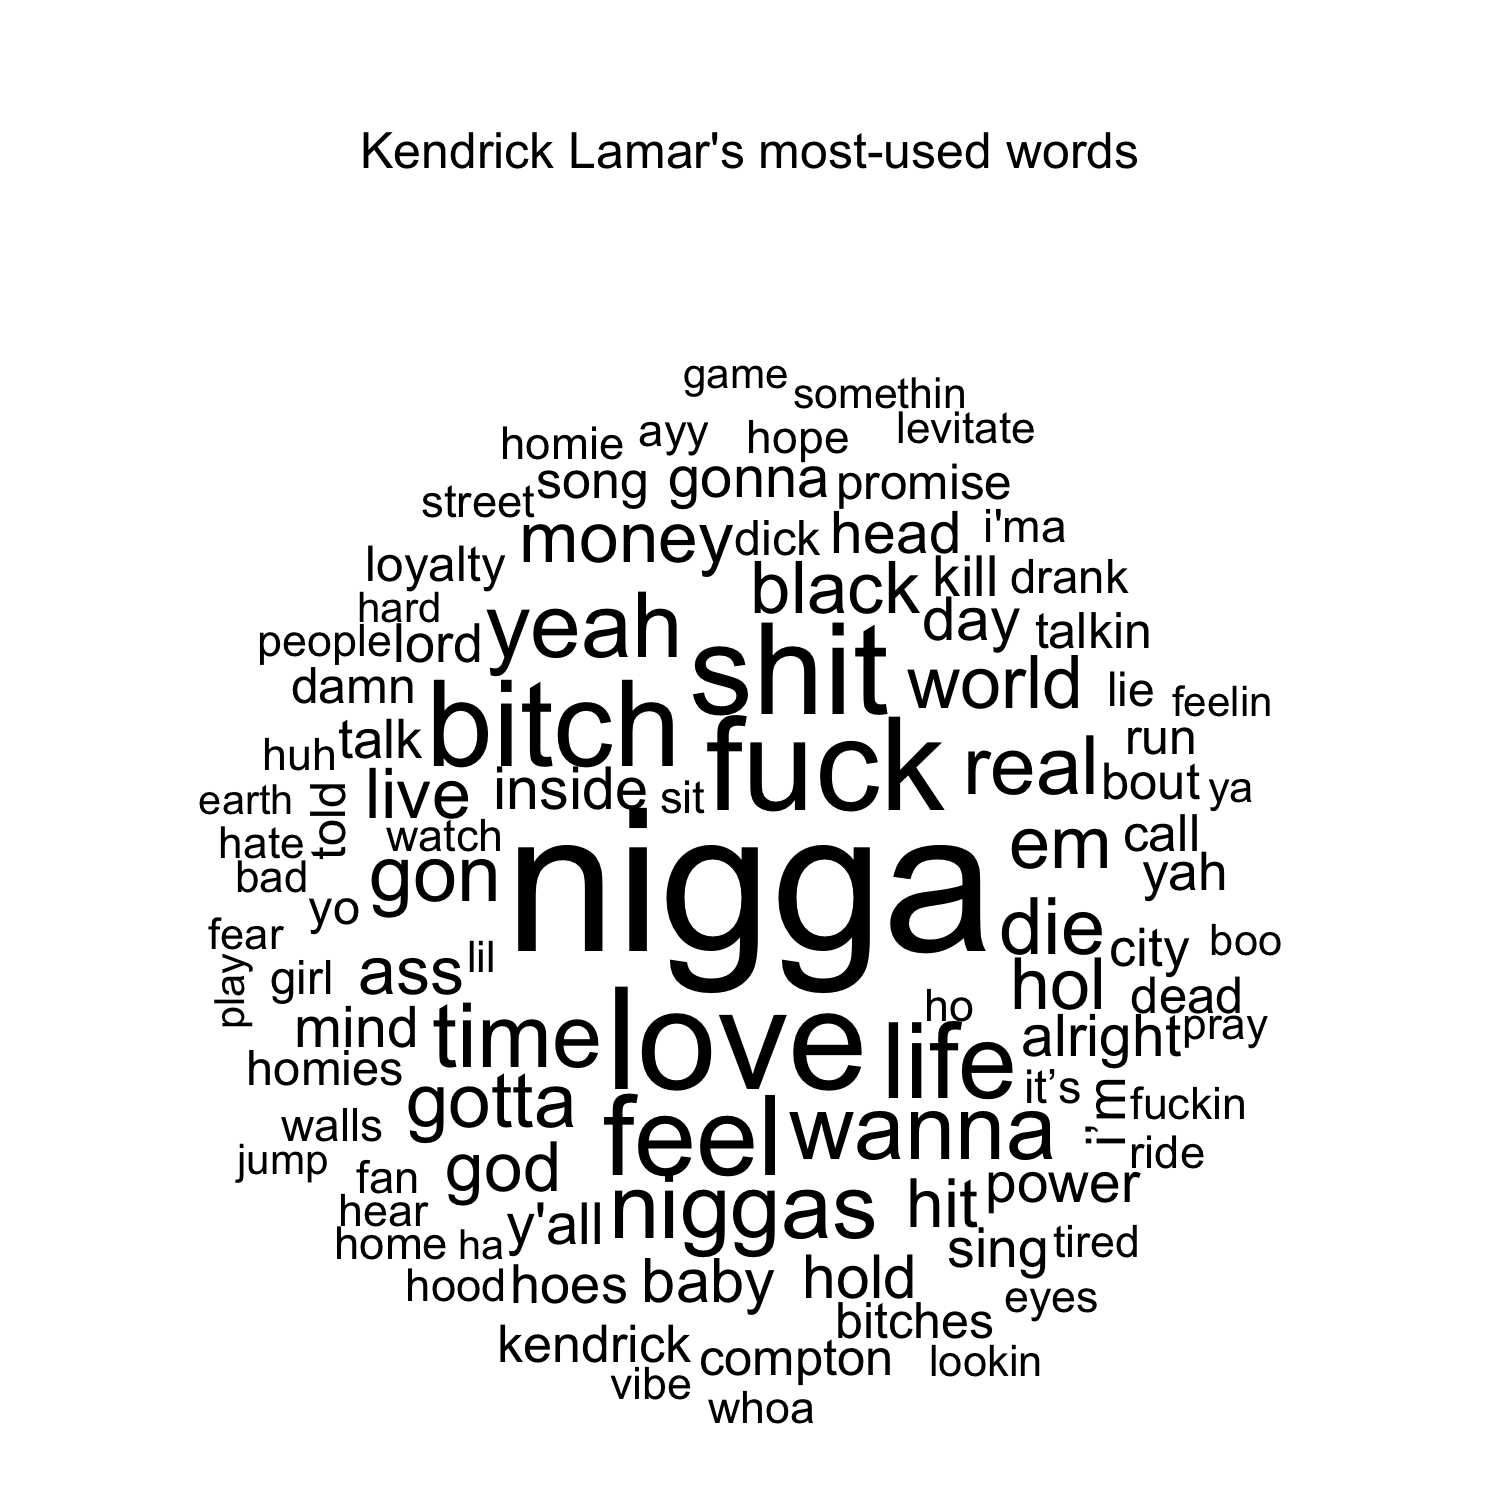 Kendrick Lamar's most-used words
game
somethin
homie ayy hope levitate
street song gonna promise
money dick head i'ma
loyalty black kill drank
hard
people lord yeah day talkin
damn bitch shit world lie feelin
huh talk fuck real run
earth told live inside sit bout ya
hate watch em call
bad gon nigga yah
yo
fear die city boo
play girl ass lil hol dead
mind time love ho life alright pray
homies it’s i’m fuckin
walls gotta feel wanna ride
jump fan god power
hear y'all niggas hit
home ha sing tired
hood hoes baby hold eyes
bitches
kendrick compton lookin
vibe
whoa